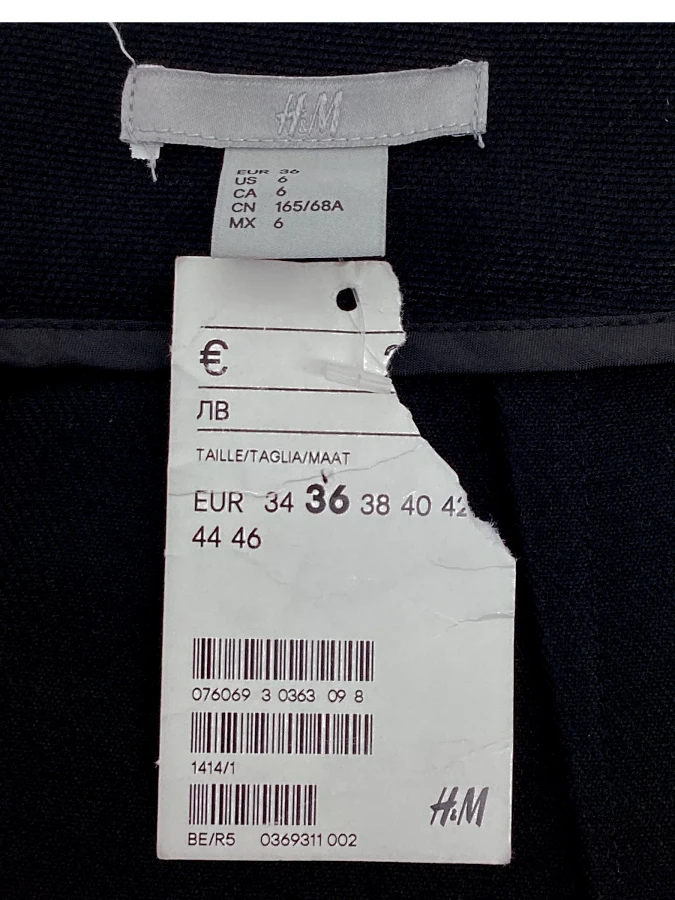 H&M
EUR 36
US 6
CA 6
CN 165/68A
MX 6
€
ЛВ
TAILLE/TAGLIA/MAAT
EUR 34 36 38 40 42
44 46
076069 3 0363 09 8
1414/1
BE/R5 0369311 002
H&M